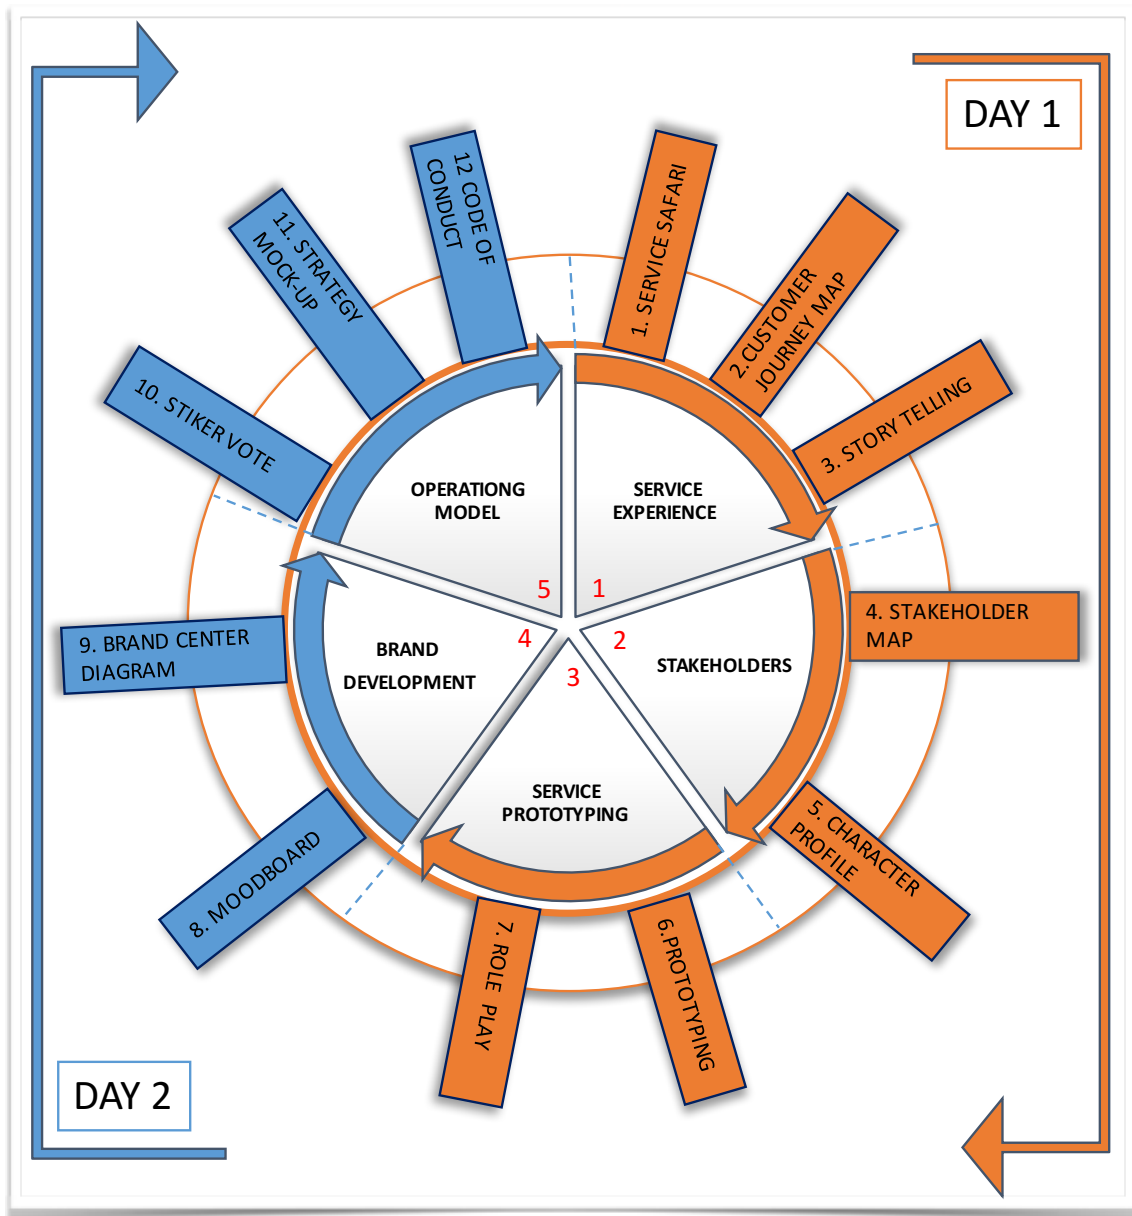 DAY 1
1. SERVICE SAFARI
2.CUSTOMER
JOURNEY MAP
3. STORY TELLING
4. STAKEHOLDER
MAP
5. CHARACTER
PROFILE
6.PROTOTYPING
7. ROLE PLAY
DAY 2
8. MOODBOARD
9. BRAND CENTER
DIAGRAM
10. STIKER VOTE
11. STRATEGY
MOCK-UP
12 CODE OF
CONDUCT
SERVICE
EXPERIENCE
1
STAKEHOLDERS
2
SERVICE
PROTOTYPING
3
BRAND
DEVELOPMENT
4
OPERATIONG
MODEL
5